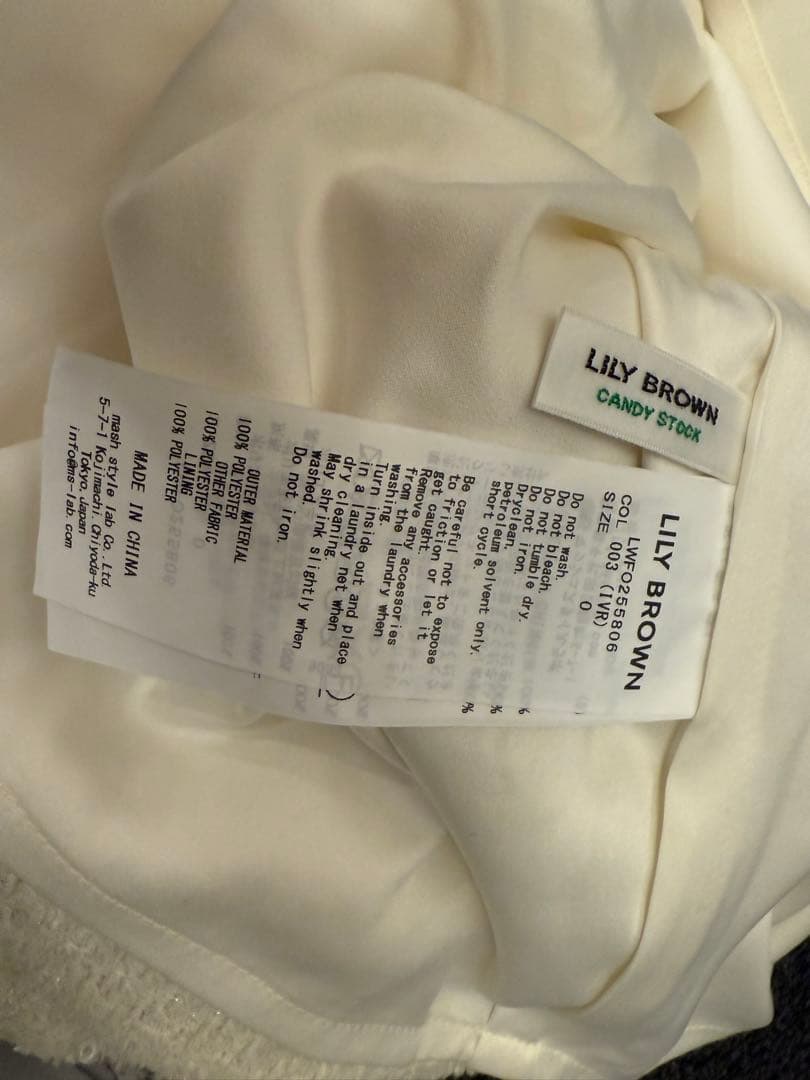 LILY BROWN
CANDY STOCK
LILY BROWN
LWFO255806
COL 003 (IVR)
SIZE 0
Do not wash.
Do not bleach.
Do not tumble dry.
Do not iron.
Dryclean,
petroleum solvent only.
short cycle.
Be careful not to expose
to friction or let it
get caught.
Remove any accessories
from the laundry when
washing.
Turn inside out and place
in a laundry net when
dry cleaning.
May shrink slightly when
washed.
Do not iron.
OUTER MATERIAL
100% POLYESTER
OTHER FABRIC
100% POLYESTER
LINING
100% POLYESTER
MADE IN CHINA
mash style lab Co.,Ltd
5-7-1 Kojimachi Chiyoda-ku
Tokyo, Japan
info@ms-lab.com